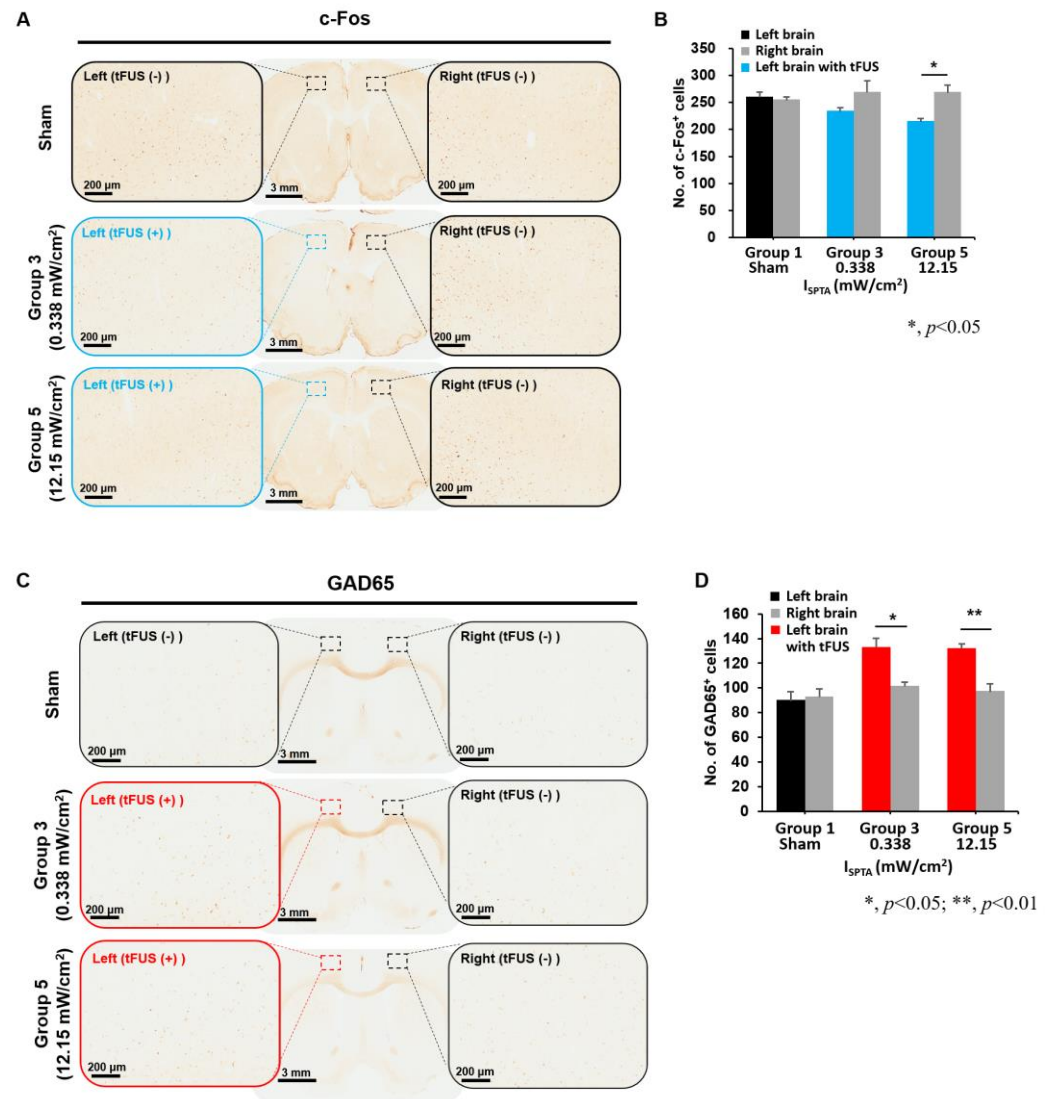 A
c-Fos
Sham
Left (tFUS (-) )
200 µm
3 mm
Right (tFUS (-) )
200 µm
Group 3
(0.338 mW/cm²)
Left (tFUS (+) )
200 µm
3 mm
Right (tFUS (-) )
200 µm
Group 5
(12.15 mW/cm²)
Left (tFUS (+) )
200 µm
3 mm
Right (tFUS (-) )
200 µm
B
Left brain
Right brain
Left brain with tFUS
No. of c-Fos⁺ cells
350
300
250
200
150
100
50
0
*
Group 1 Group 3 Group 5
Sham 0.338 12.15
I_SPTA (mW/cm²)
*, p<0.05
C
GAD65
Sham
Left (tFUS (-) )
200 µm
3 mm
Right (tFUS (-) )
200 µm
Group 3
(0.338 mW/cm²)
Left (tFUS (+) )
200 µm
3 mm
Right (tFUS (-) )
200 µm
Group 5
(12.15 mW/cm²)
Left (tFUS (+) )
200 µm
3 mm
Right (tFUS (-) )
200 µm
D
Left brain
Right brain
Left brain
with tFUS
No. of GAD65⁺ cells
160
140
120
100
80
60
40
20
0
* **
Group 1 Group 3 Group 5
Sham 0.338 12.15
I_SPTA (mW/cm²)
*, p<0.05; **, p<0.01